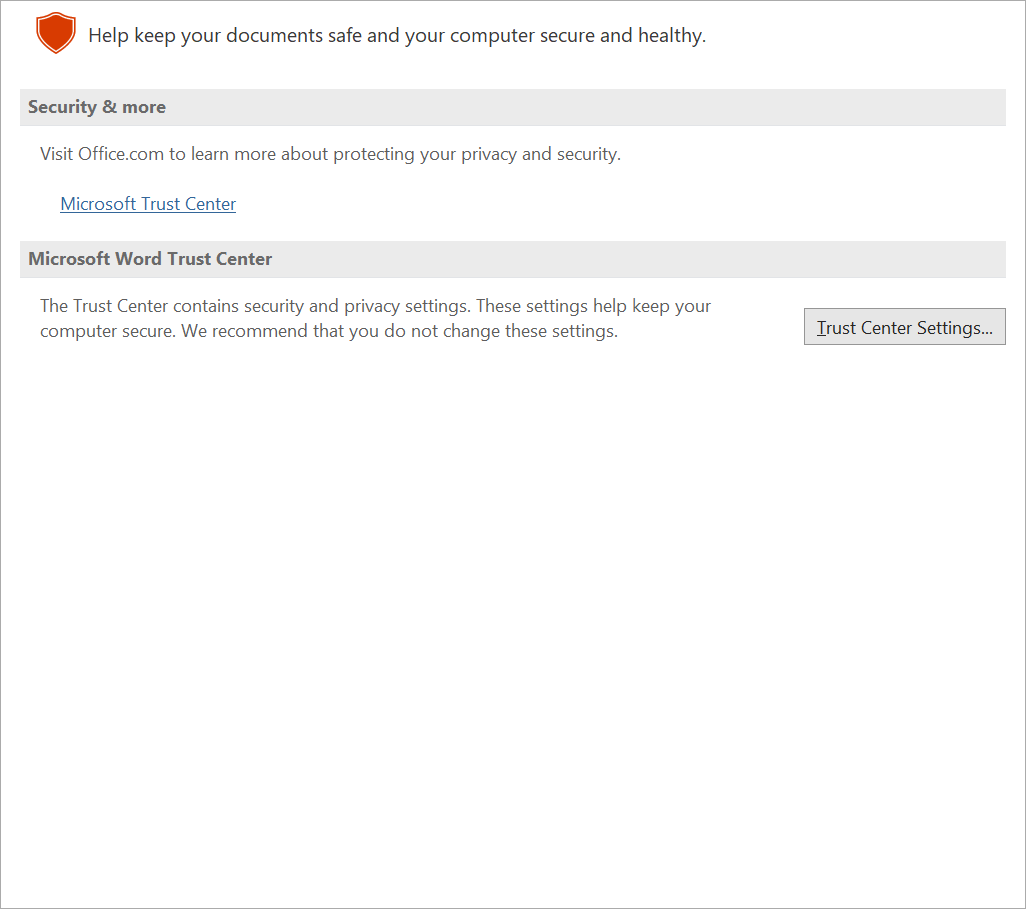 Help keep your documents safe and your computer secure and healthy.
Security & more
Visit Office.com to learn more about protecting your privacy and security.
Microsoft Trust Center
Microsoft Word Trust Center
The Trust Center contains security and privacy settings. These settings help keep your
computer secure. We recommend that you do not change these settings.
Trust Center Settings...